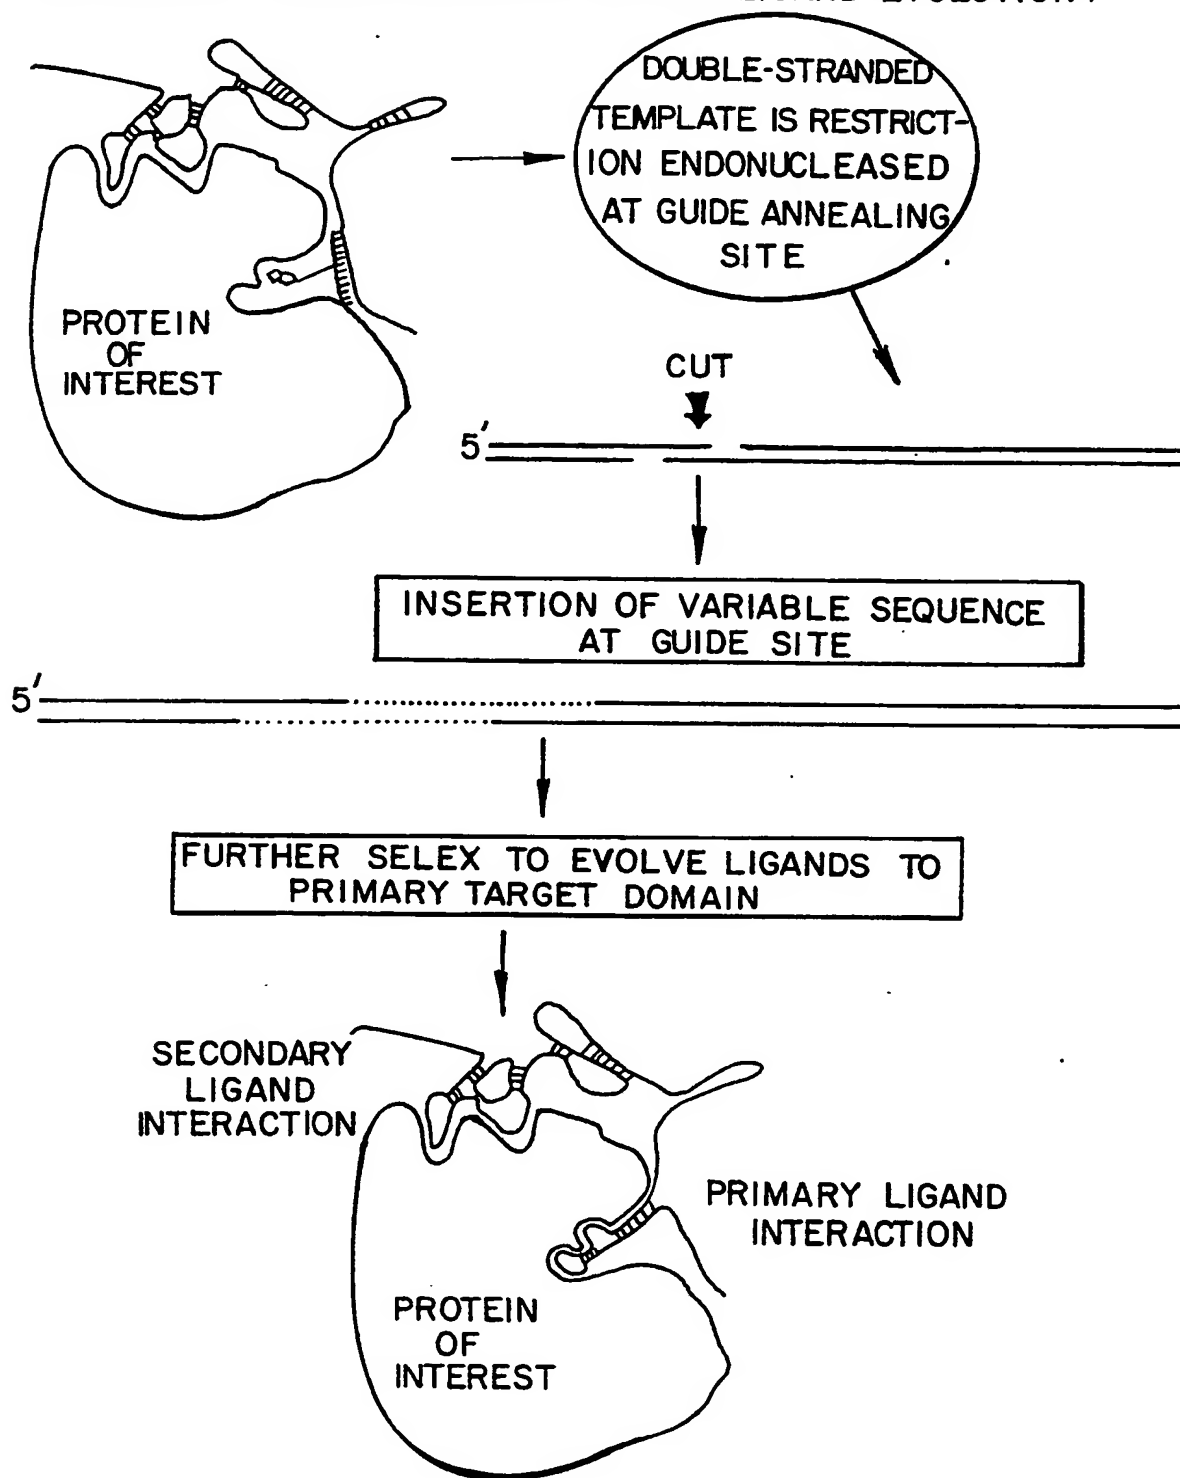 DOUBLE-STRANDED
TEMPLATE IS RESTRICT-
ION ENDONUCLEASED
AT GUIDE ANNEALING
SITE
PROTEIN
OF
INTEREST
CUT
5'
INSERTION OF VARIABLE SEQUENCE
AT GUIDE SITE
5'
FURTHER SELEX TO EVOLVE LIGANDS TO
PRIMARY TARGET DOMAIN
SECONDARY
LIGAND
INTERACTION
PRIMARY LIGAND
INTERACTION
PROTEIN
OF
INTEREST